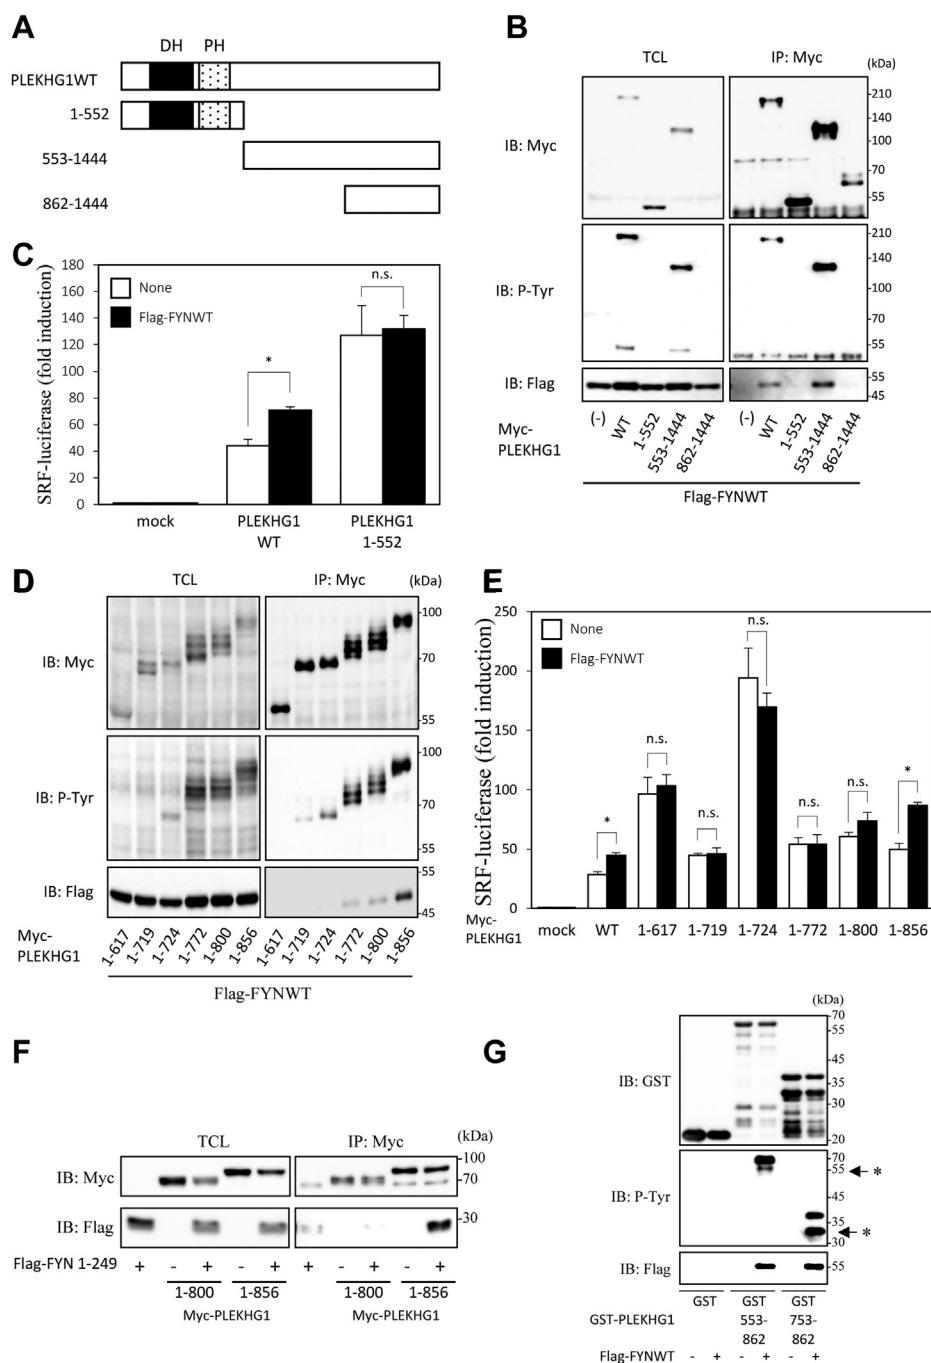 A
DH PH
PLEKHG1WT
1-552
553-1444
862-1444
B
TCL IP: Myc (kDa)
IB: Myc
210
140
100
70
55
IB: P-Tyr
210
140
100
70
55
IB: Flag
55
45
Myc-
PLEKHG1
(-) WT 1-552 553-1444 862-1444 (-) WT 1-552 553-1444 862-1444
Flag-FYNWT
C
SRF-luciferase (fold induction)
180
160
140
120
100
80
60
40
20
0
None
Flag-FYNWT
*
n.s.
mock PLEKHG1 WT PLEKHG1 1-552
D
TCL IP: Myc (kDa)
IB: Myc
100
70
55
IB: P-Tyr
100
70
55
IB: Flag
55
45
Myc-
PLEKHG1
1-617 1-719 1-724 1-772 1-800 1-856 1-617 1-719 1-724 1-772 1-800 1-856
Flag-FYNWT
E
SRF-luciferase (fold induction)
250
200
150
100
50
0
None
Flag-FYNWT
* n.s. n.s. n.s. n.s. n.s. *
Myc-
PLEKHG1
mock WT 1-617 1-719 1-724 1-772 1-800 1-856
F
TCL IP: Myc (kDa)
IB: Myc
100
70
IB: Flag
30
Flag-FYN 1-249 + - + - + + - + - +
1-800 1-856 1-800 1-856
Myc-PLEKHG1 Myc-PLEKHG1
G
(kDa)
IB: GST
70
55
45
35
30
20
IB: P-Tyr
70
55 *
45
35
*
30
IB: Flag
55
GST-PLEKHG1
GST GST 553-862 GST 753-862
Flag-FYNWT - + - + - +